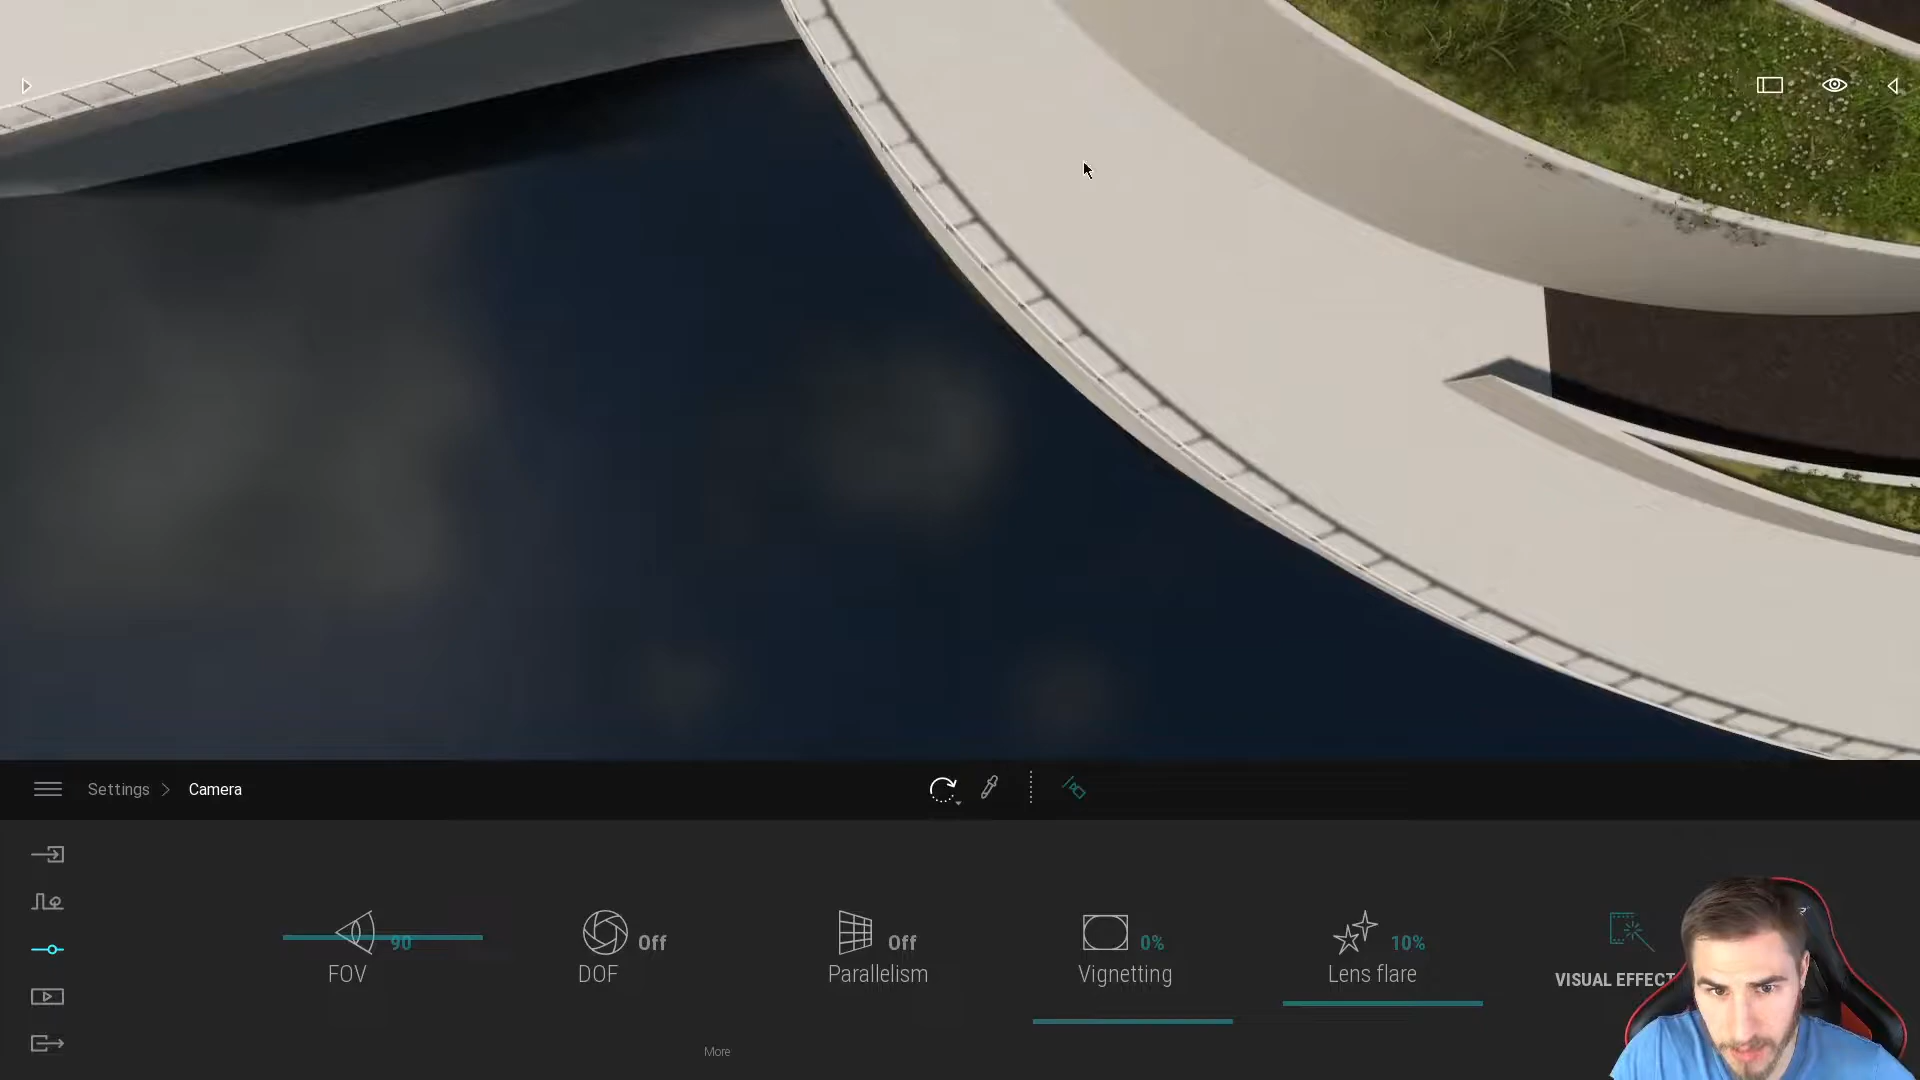 Settings > Camera
90
FOV
Off
DOF
Off
Parallelism
0%
Vignetting
10%
Lens flare
VISUAL EFFECT
More